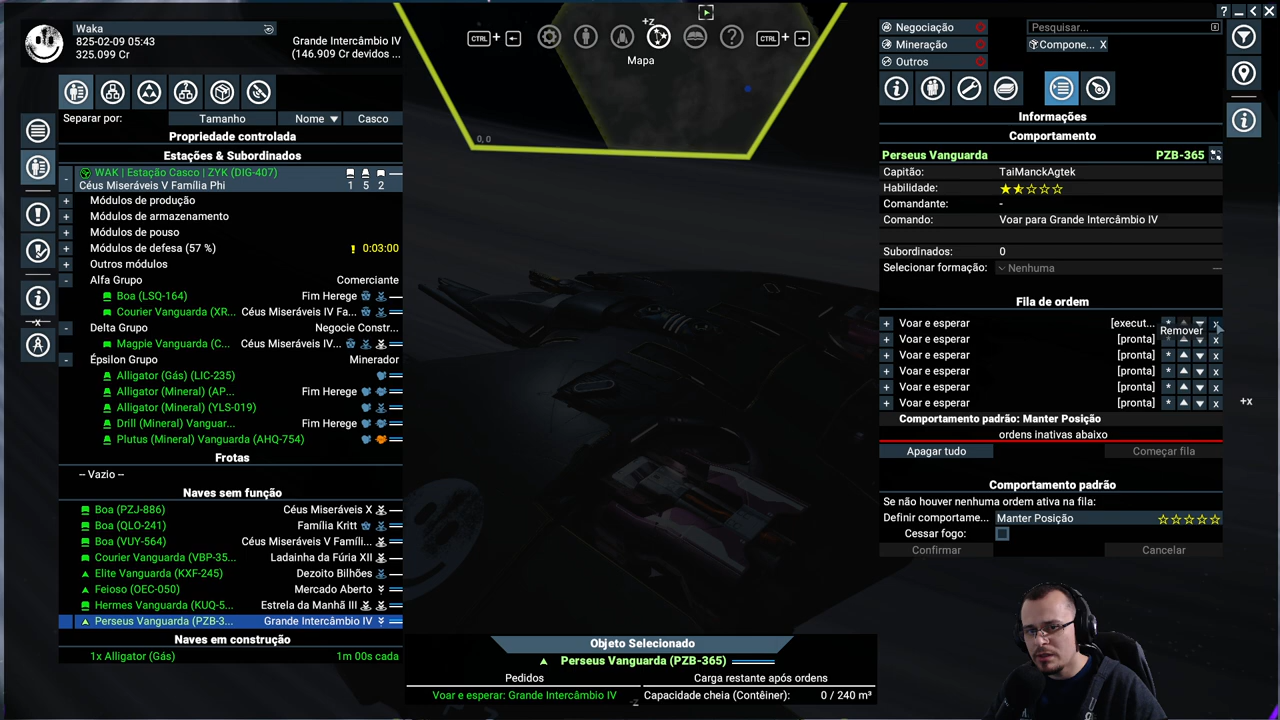 Waka
825-02-09 05:43
325.099 Cr
Grande Intercâmbio IV
(146.909 Cr devidos ...
Separar por:
Tamanho
Nome
Casco
Propriedade controlada
Estações & Subordinados
- WAK | Estação Casco | ZYK (DIG-407)
Céus Miseráveis V Família Phi
1 5 2
+ Módulos de produção
+ Módulos de armazenamento
+ Módulos de pouso
+ Módulos de defesa (57 %) ! 0:03:00
+ Outros módulos
- Alfa Grupo Comerciante
Boa (LSQ-164) Fim Herege
Courier Vanguarda (XR... Céus Miseráveis IV Fa...
- Delta Grupo Negocie Constr...
Magpie Vanguarda (C... Céus Miseráveis IV...
- Épsilon Grupo Minerador
Alligator (Gás) (LIC-235)
Alligator (Mineral) (AP... Fim Herege
Alligator (Mineral) (YLS-019)
Drill (Mineral) Vanguar... Fim Herege
Plutus (Mineral) Vanguarda (AHQ-754)
Frotas
-- Vazio --
Naves sem função
Boa (PZJ-886) Céus Miseráveis X
Boa (QLO-241) Família Kritt
Boa (VUY-564) Céus Miseráveis V Famíli...
Courier Vanguarda (VBP-35... Ladainha da Fúria XII
Elite Vanguarda (KXF-245) Dezoito Bilhões
Feioso (OEC-050) Mercado Aberto
Hermes Vanguarda (KUQ-5... Estrela da Manhã III
Perseus Vanguarda (PZB-3... Grande Intercâmbio IV
Naves em construção
1x Alligator (Gás) 1m 00s cada
+z
CTRL + 
CTRL + 
Mapa
0, 0
Objeto Selecionado
Perseus Vanguarda (PZB-365)
Pedidos
Carga restante após ordens
Voar e esperar: Grande Intercâmbio IV
Capacidade cheia (Contêiner): 0 / 240 m³
-z
-x
+x
Negociação
Mineração
Outros
Pesquisar...
Compone... X
Informações
Comportamento
Perseus Vanguarda PZB-365
Capitão: TaiManckAgtek
Habilidade:
Comandante: -
Comando: Voar para Grande Intercâmbio IV
Subordinados: 0
Selecionar formação: Nenhuma
Fila de ordem
+ Voar e esperar [execut... * x
Remover
+ Voar e esperar [pronta] * x
+ Voar e esperar [pronta] * x
+ Voar e esperar [pronta] * x
+ Voar e esperar [pronta] * x
+ Voar e esperar [pronta] * x
Comportamento padrão: Manter Posição
ordens inativas abaixo
Apagar tudo
Começar fila
Comportamento padrão
Se não houver nenhuma ordem ativa na fila:
Definir comportame... Manter Posição
Cessar fogo:
Confirmar
Cancelar